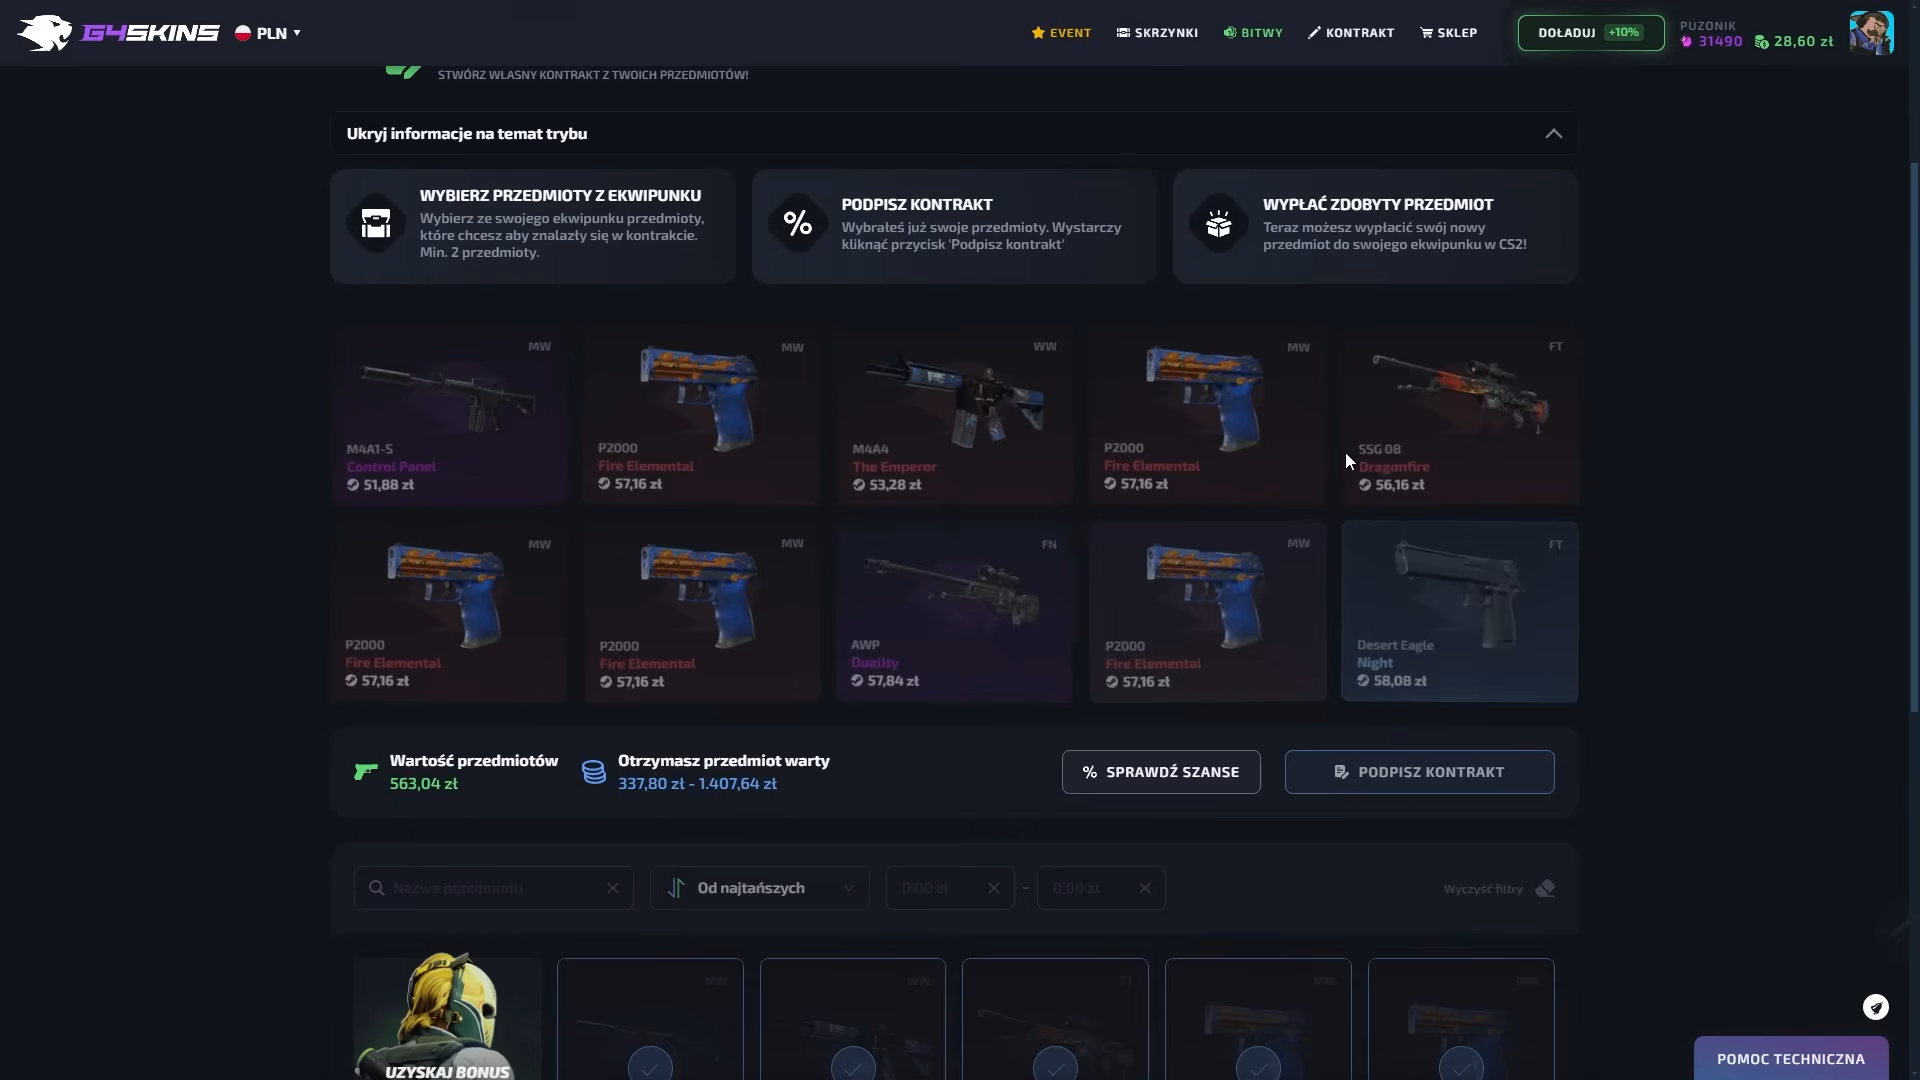 G4SKINS
PLN
EVENT
SKRZYNKI
BITWY
KONTRAKT
SKLEP
DOŁADUJ +10%
PUZONIK
31490
28,60 zł
STWÓRZ WŁASNY KONTRAKT Z TWOICH PRZEDMIOTÓW!
Ukryj informacje na temat trybu
WYBIERZ PRZEDMIOTY Z EKWIPUNKU
Wybierz ze swojego ekwipunku przedmioty,
które chcesz aby znalazły się w kontrakcie.
Min. 2 przedmioty.
PODPISZ KONTRAKT
Wybrałeś już swoje przedmioty. Wystarczy
kliknąć przycisk 'Podpisz kontrakt'
WYPŁAĆ ZDOBYTY PRZEDMIOT
Teraz możesz wypłacić swój nowy
przedmiot do swojego ekwipunku w CS2!
MW
M4A1-S
Control Panel
51,88 zł
MW
P2000
Fire Elemental
57,16 zł
WW
M4A4
The Emperor
53,28 zł
MW
P2000
Fire Elemental
57,16 zł
FT
SSG 08
Dragonfire
56,16 zł
MW
P2000
Fire Elemental
57,16 zł
MW
P2000
Fire Elemental
57,16 zł
FN
AWP
Duality
57,84 zł
MW
P2000
Fire Elemental
57,16 zł
FT
Desert Eagle
Night
58,08 zł
Wartość przedmiotów
563,04 zł
Otrzymasz przedmiot warty
337,80 zł - 1.407,64 zł
% SPRAWDŹ SZANSE
PODPISZ KONTRAKT
Nazwa przedmiotu
Od najtańszych
0.00 zł
-
0.00 zł
Wyczyść filtry
MW
WW
FT
MW
MW
UZYSKAJ BONUS
POMOC TECHNICZNA